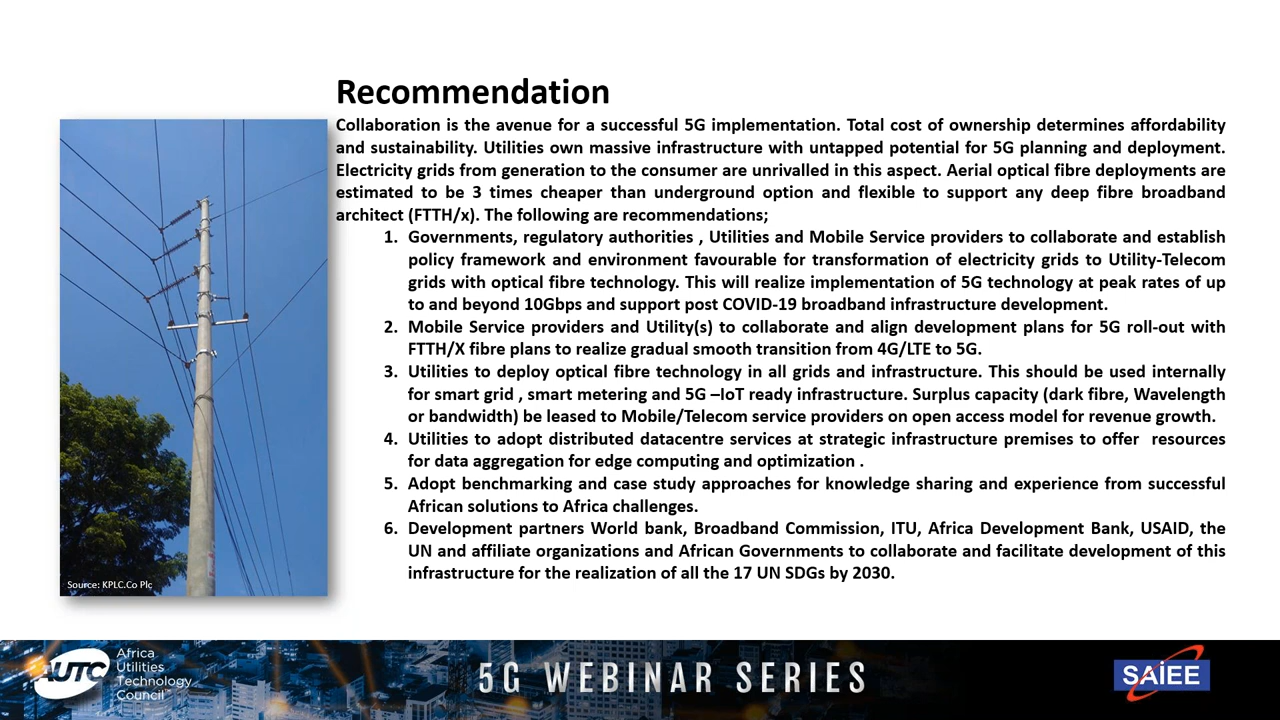 Recommendation
Collaboration is the avenue for a successful 5G implementation. Total cost of ownership determines affordability
and sustainability. Utilities own massive infrastructure with untapped potential for 5G planning and deployment.
Electricity grids from generation to the consumer are unrivalled in this aspect. Aerial optical fibre deployments are
estimated to be 3 times cheaper than underground option and flexible to support any deep fibre broadband
architect (FTTH/x). The following are recommendations;
1. Governments, regulatory authorities , Utilities and Mobile Service providers to collaborate and establish
policy framework and environment favourable for transformation of electricity grids to Utility-Telecom
grids with optical fibre technology. This will realize implementation of 5G technology at peak rates of up
to and beyond 10Gbps and support post COVID-19 broadband infrastructure development.
2. Mobile Service providers and Utility(s) to collaborate and align development plans for 5G roll-out with
FTTH/X fibre plans to realize gradual smooth transition from 4G/LTE to 5G.
3. Utilities to deploy optical fibre technology in all grids and infrastructure. This should be used internally
for smart grid , smart metering and 5G –IoT ready infrastructure. Surplus capacity (dark fibre, Wavelength
or bandwidth) be leased to Mobile/Telecom service providers on open access model for revenue growth.
4. Utilities to adopt distributed datacentre services at strategic infrastructure premises to offer  resources
for data aggregation for edge computing and optimization .
5. Adopt benchmarking and case study approaches for knowledge sharing and experience from successful
African solutions to Africa challenges.
6. Development partners World bank, Broadband Commission, ITU, Africa Development Bank, USAID, the
UN and affiliate organizations and African Governments to collaborate and facilitate development of this
infrastructure for the realization of all the 17 UN SDGs by 2030.
Source: KPLC.Co Plc
AUTC
Africa
Utilities
Technology
Council
5G WEBINAR SERIES
SAIEE